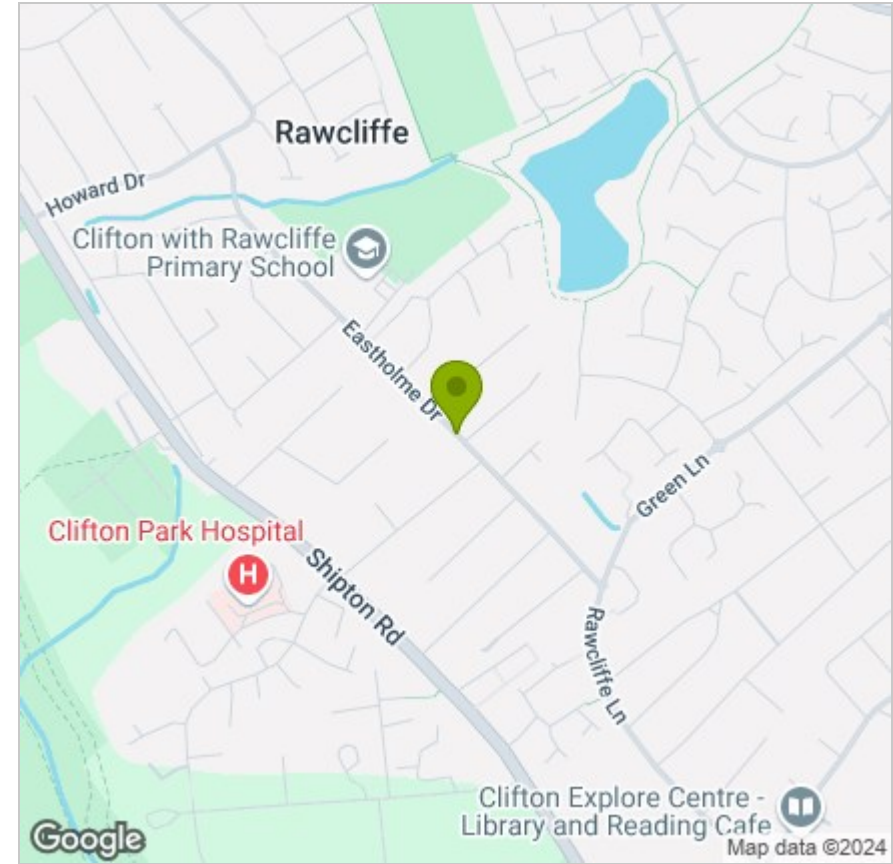 Rawcliffe
Howard Dr
Clifton with Rawcliffe
Primary School
Eastholme Dr
Green Ln
Clifton Park Hospital
H
Shipton Rd
Rawcliffe Ln
Clifton Explore Centre -
Library and Reading Cafe
Google
Map data ©2024